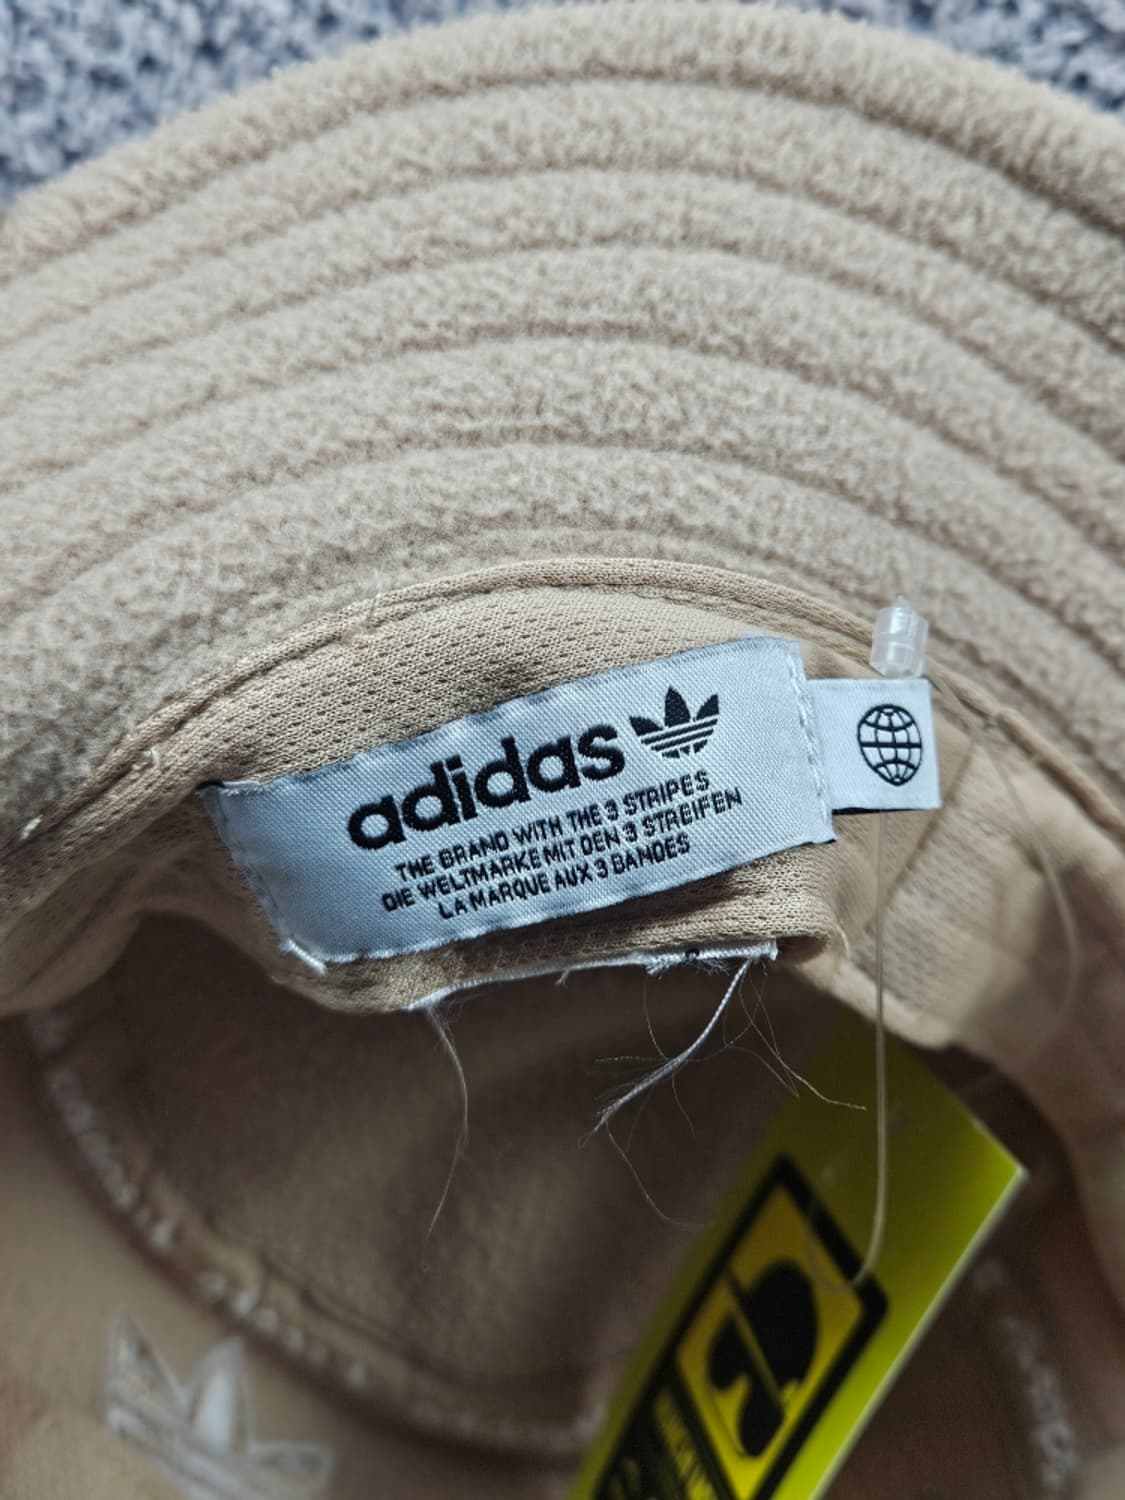 adidas
THE BRAND WITH THE 3 STRIPES
DIE WELTMARKE MIT DEN 3 STREIFEN
LA MARQUE AUX 3 BANDES